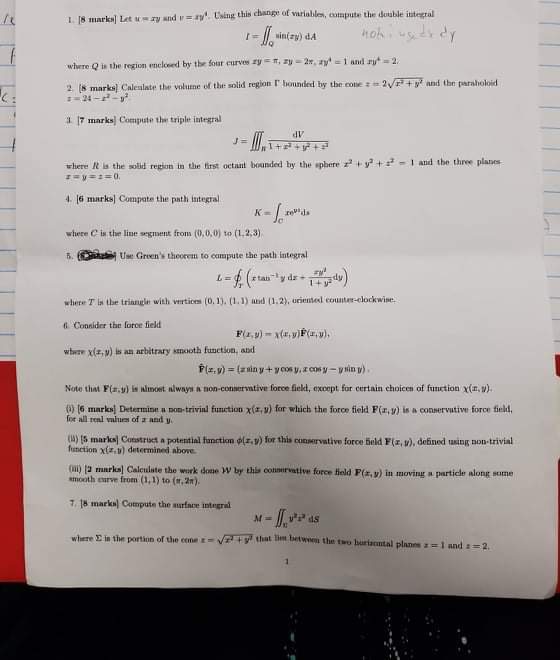 1. [8 marks] Let u = xy and v = xy⁴. Using this change of variables, compute the double integral
I = ∬_Q sin(xy) dA
dx dy
where Q is the region enclosed by the four curves xy = π, xy = 2π, xy⁴ = 1 and xy⁴ = 2.
2. [8 marks] Calculate the volume of the solid region Γ bounded by the cone z = 2√(x² + y²) and the paraboloid
z = 24 − x² − y².
3. [7 marks] Compute the triple integral
J = ∭_R dV / (1 + x² + y² + z²)
where R is the solid region in the first octant bounded by the sphere x² + y² + z² = 1 and the three planes
x = y = z = 0.
4. [6 marks] Compute the path integral
K = ∫_C xe^{yz} ds
where C is the line segment from (0,0,0) to (1,2,3).
5. Use Green's theorem to compute the path integral
L = ∮_T (x tan⁻¹ y dx + xy²/(1 + y²) dy)
where T is the triangle with vertices (0,1), (1,1) and (1,2), oriented counter-clockwise.
6. Consider the force field
F(x,y) = χ(x,y)F̂(x,y),
where χ(x,y) is an arbitrary smooth function, and
F̂(x,y) = (x sin y + y cos y, x cos y − y sin y).
Note that F(x,y) is almost always a non-conservative force field, except for certain choices of function χ(x,y).
(i) [6 marks] Determine a non-trivial function χ(x,y) for which the force field F(x,y) is a conservative force field,
for all real values of x and y.
(ii) [5 marks] Construct a potential function ϕ(x,y) for this conservative force field F(x,y), defined using non-trivial
function χ(x,y) determined above.
(iii) [2 marks] Calculate the work done W by this conservative force field F(x,y) in moving a particle along some
smooth curve from (1,1) to (π,2π).
7. [8 marks] Compute the surface integral
M = ∬_Σ y²z² dS
where Σ is the portion of the cone z = √(x² + y²) that lies between the two horizontal planes z = 1 and z = 2.
1